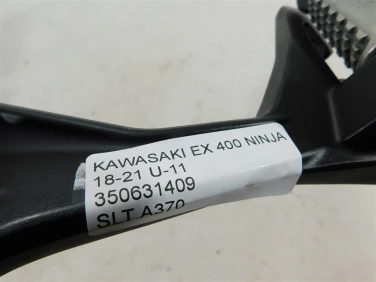 KAWASAKI EX 400 NINJA
18-21 U-11
350631409
SLT A370